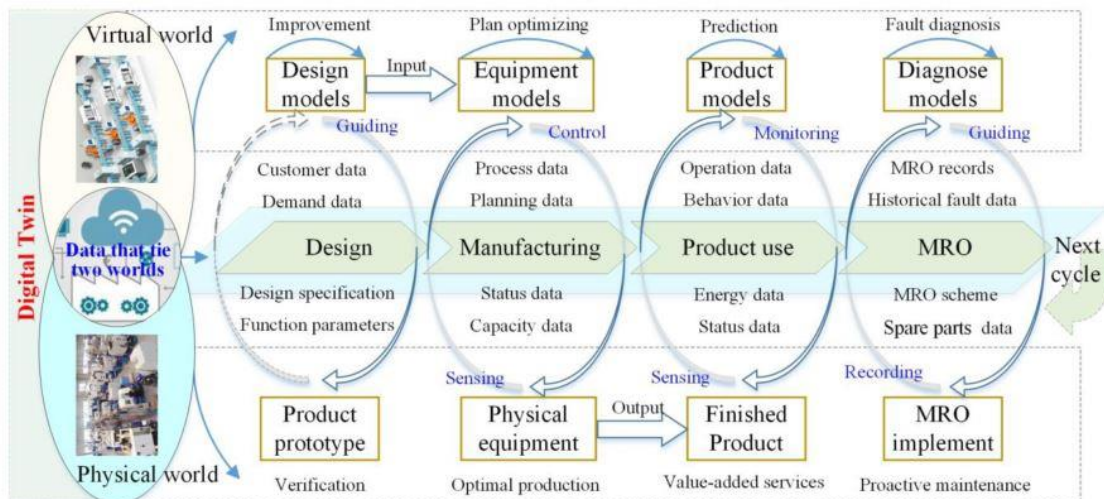 Virtual world
Improvement
Plan optimizing
Prediction
Fault diagnosis
Design
models
Input
Equipment
models
Product
models
Diagnose
models
Guiding
Control
Monitoring
Guiding
Customer data
Process data
Operation data
MRO records
Demand data
Planning data
Behavior data
Historical fault data
Digital Twin
Data that tie
two worlds
Design
Manufacturing
Product use
MRO
Next
cycle
Design specification
Status data
Energy data
MRO scheme
Function parameters
Capacity data
Status data
Spare parts data
Sensing
Sensing
Recording
Product
prototype
Physical
equipment
Output
Finished
Product
MRO
implement
Physical world
Verification
Optimal production
Value-added services
Proactive maintenance